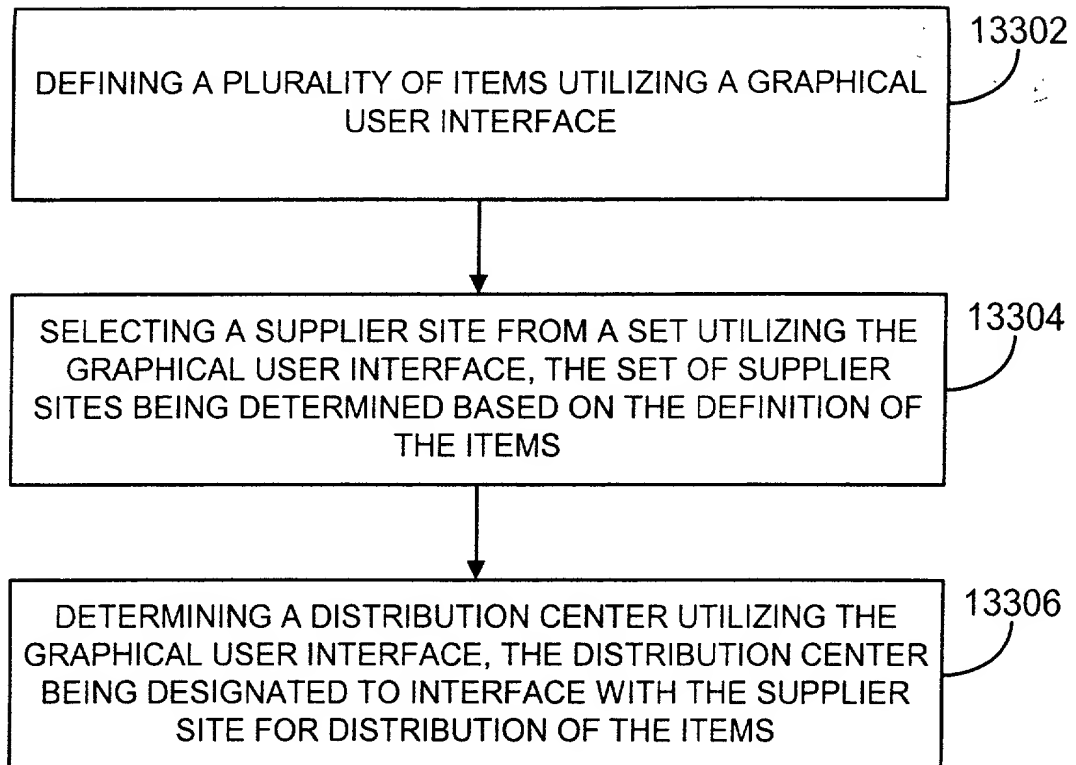 13302
DEFINING A PLURALITY OF ITEMS UTILIZING A GRAPHICAL
USER INTERFACE
13304
SELECTING A SUPPLIER SITE FROM A SET UTILIZING THE
GRAPHICAL USER INTERFACE, THE SET OF SUPPLIER
SITES BEING DETERMINED BASED ON THE DEFINITION OF
THE ITEMS
13306
DETERMINING A DISTRIBUTION CENTER UTILIZING THE
GRAPHICAL USER INTERFACE, THE DISTRIBUTION CENTER
BEING DESIGNATED TO INTERFACE WITH THE SUPPLIER
SITE FOR DISTRIBUTION OF THE ITEMS